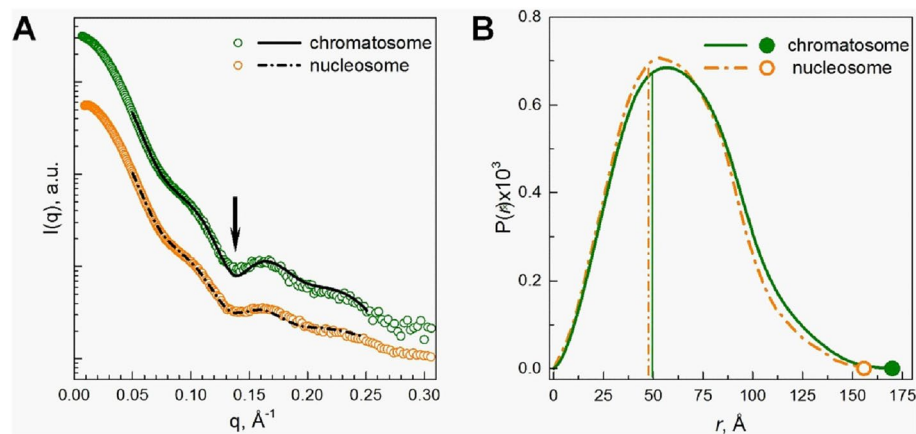 A
chromatosome
nucleosome
I(q), a.u.
0.00 0.05 0.10 0.15 0.20 0.25 0.30
q, Å-1
B
chromatosome
nucleosome
P(r)x10³
0.8
0.6
0.4
0.2
0.0
0 25 50 75 100 125 150 175
r, Å